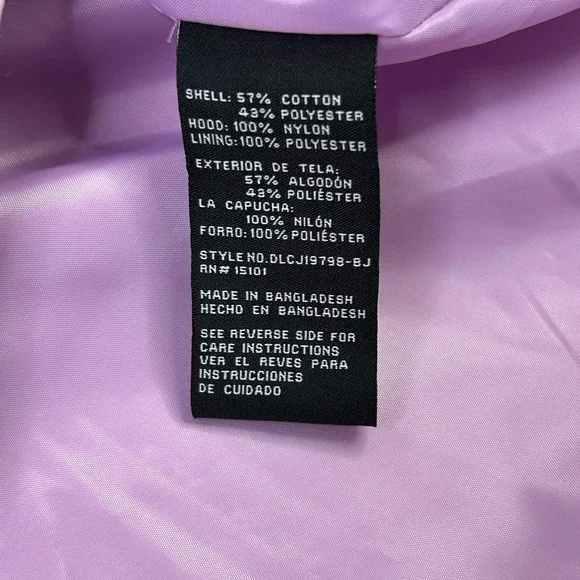 SHELL: 57% COTTON
43% POLYESTER
HOOD: 100% NYLON
LINING: 100% POLYESTER
EXTERIOR DE TELA:
57% ALGODÓN
43% POLIÉSTER
LA CAPUCHA:
100% NILÓN
FORRO: 100% POLIÉSTER
STYLE NO. DLCJ19798-BJ
RN# 15101
MADE IN BANGLADESH
HECHO EN BANGLADESH
SEE REVERSE SIDE FOR
CARE INSTRUCTIONS
VER EL REVES PARA
INSTRUCCIONES
DE CUIDADO